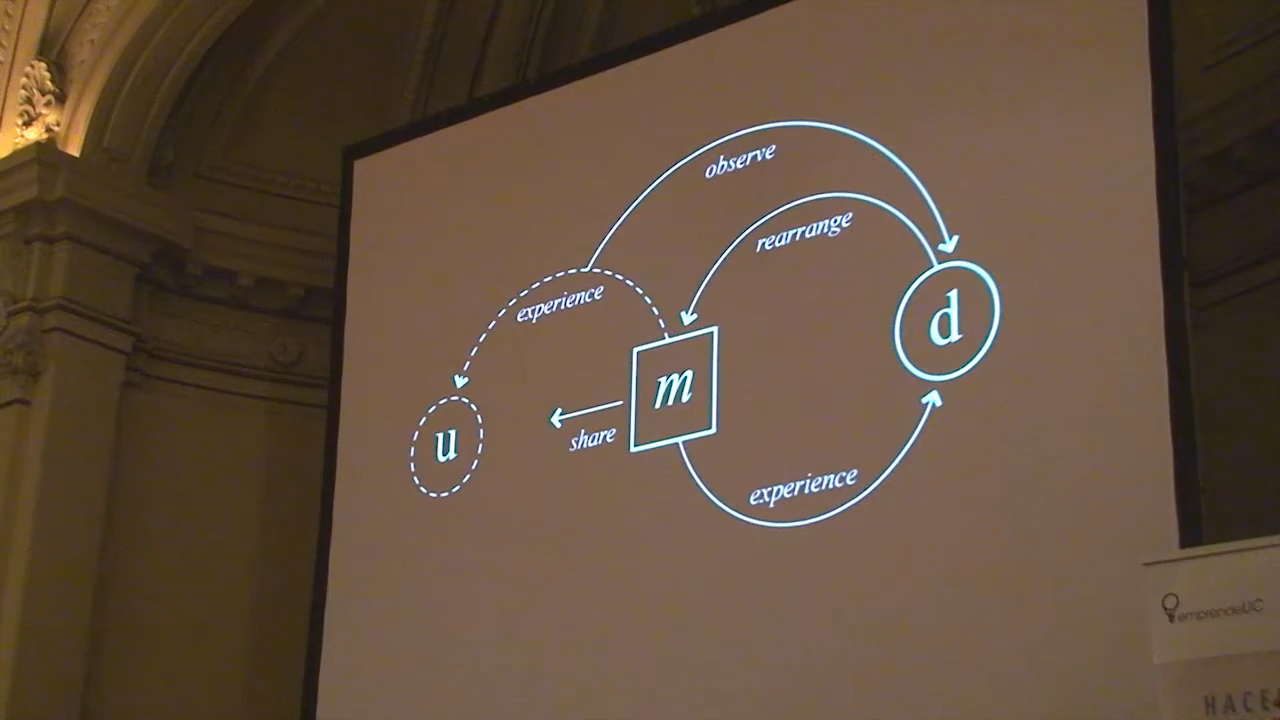 observe
rearrange
experience
d
m
u
share
experience
emprendeUC
HACE